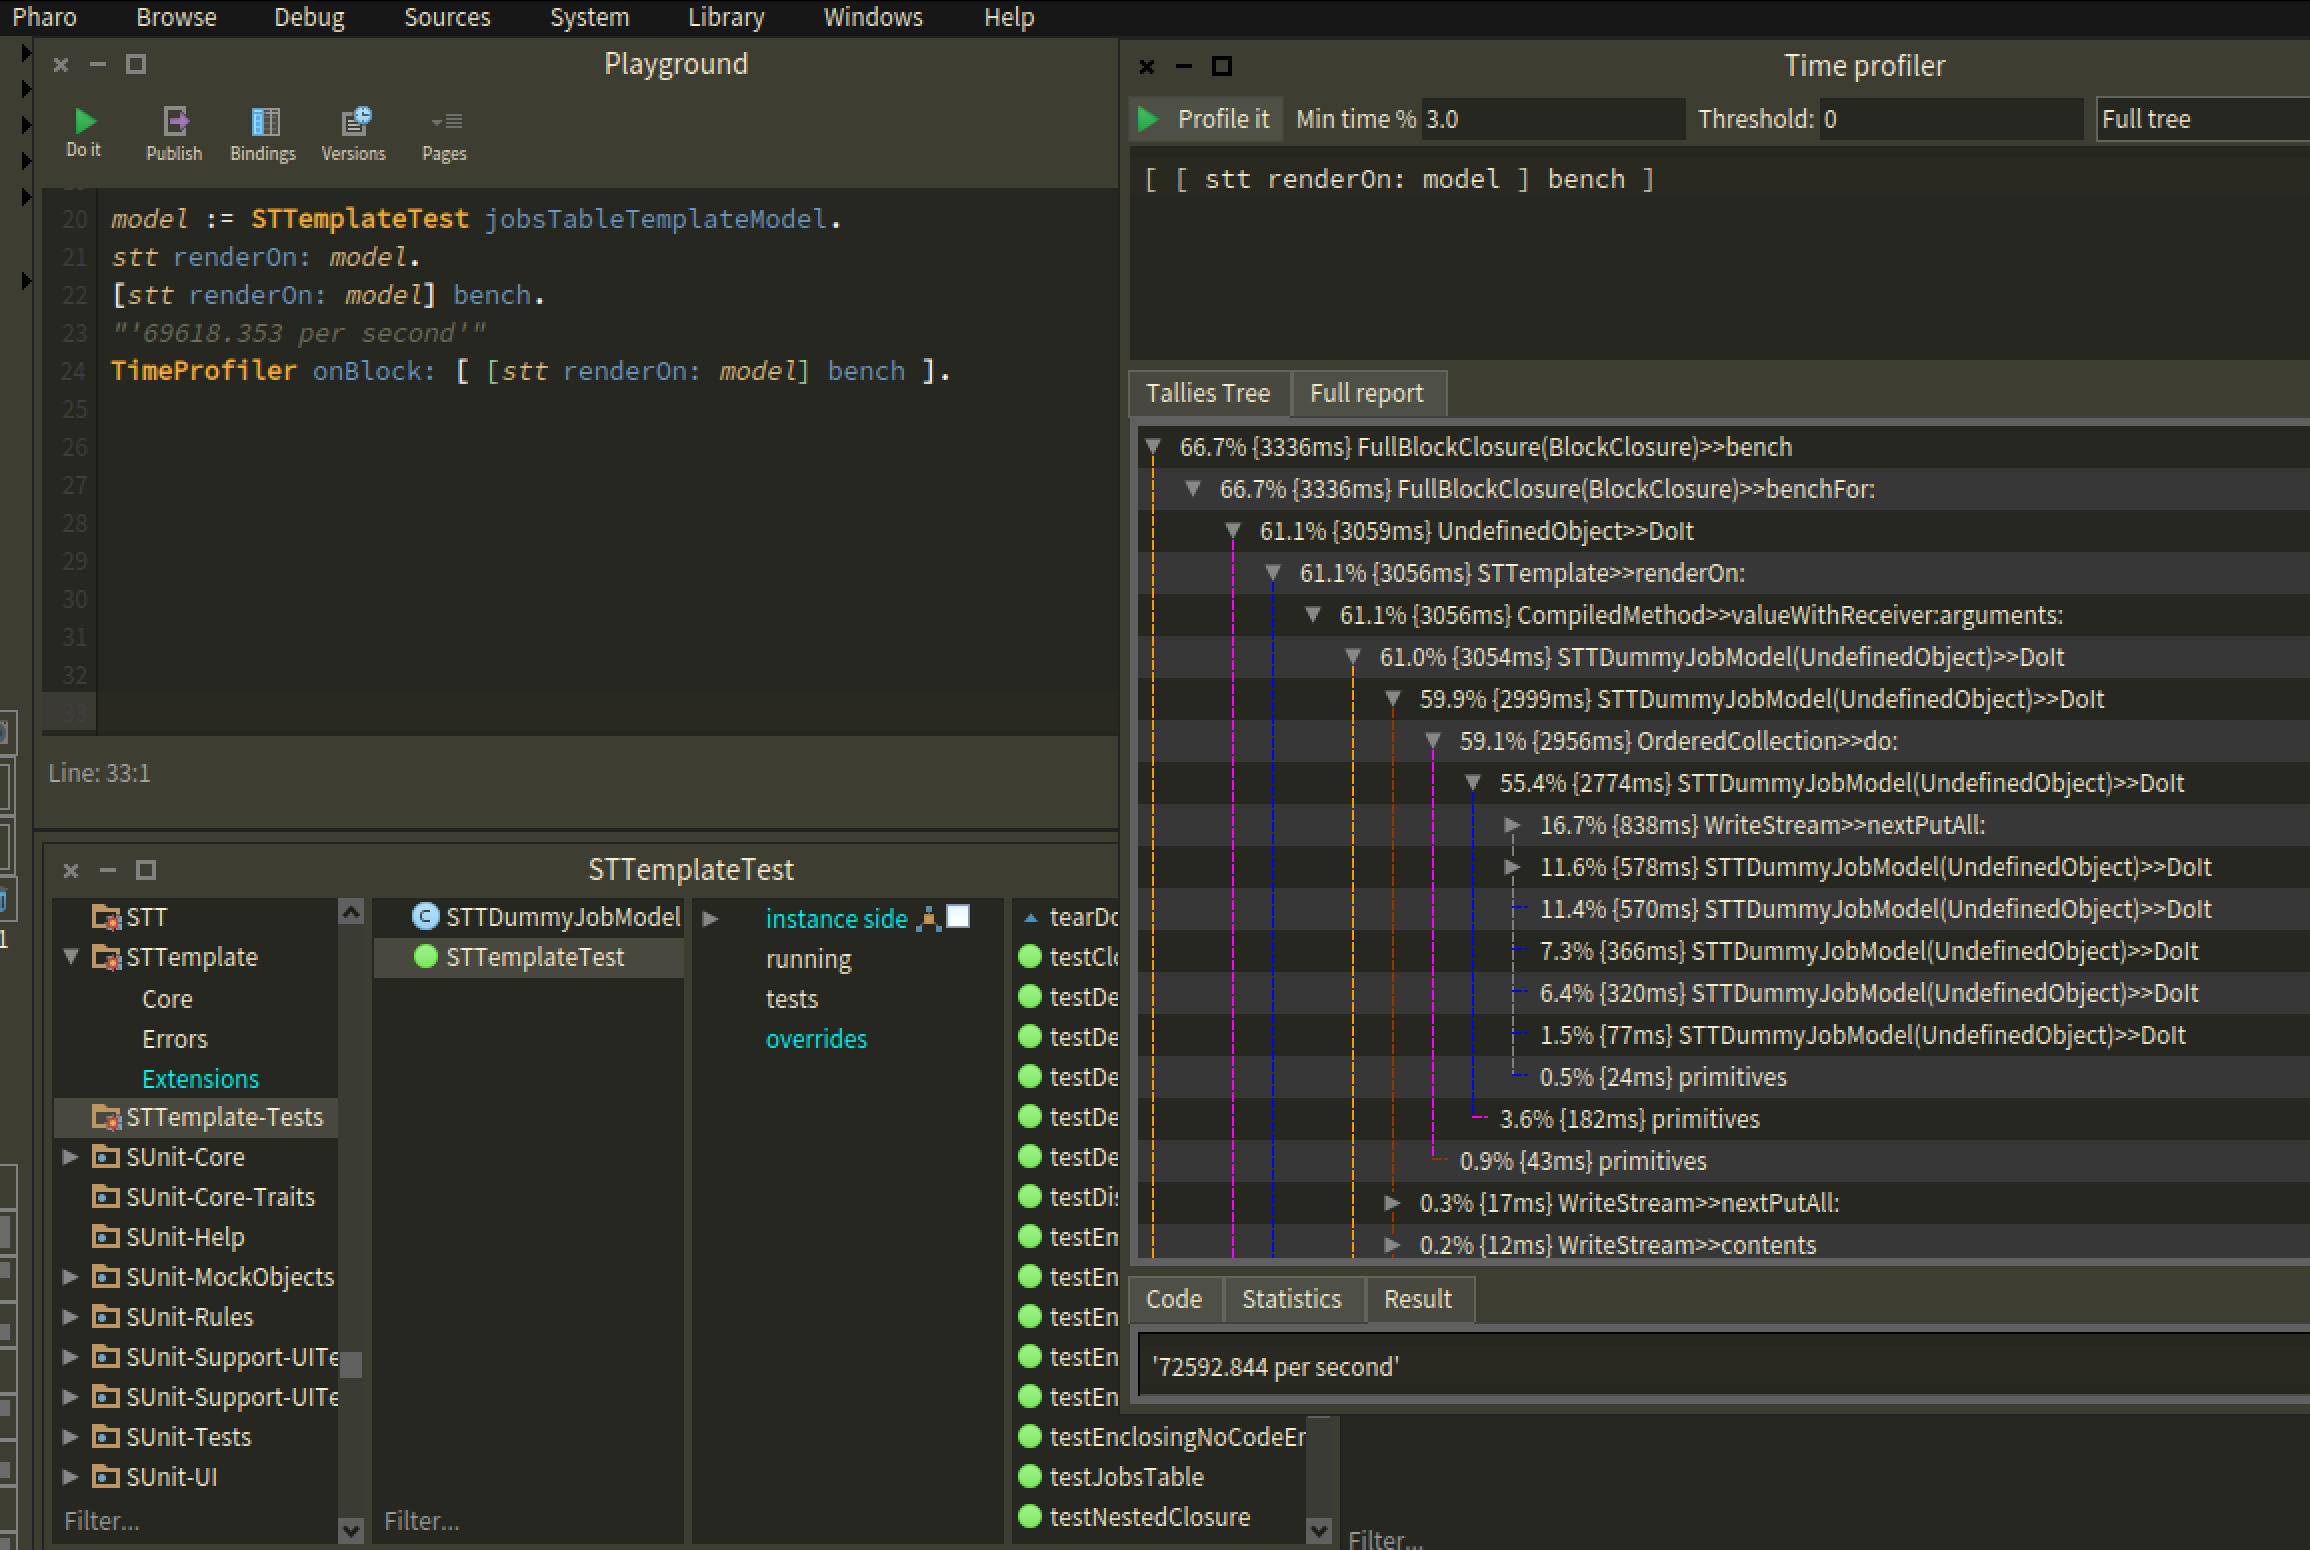 Pharo Browse Debug Sources System Library Windows Help
Playground
Do it Publish Bindings Versions Pages
20 model := STTemplateTest jobsTableTemplateModel.
21 stt renderOn: model.
22 [stt renderOn: model] bench.
23 "'69618.353 per second'"
24 TimeProfiler onBlock: [ [stt renderOn: model] bench ].
25
26
27
28
29
30
31
32
33
Line: 33:1
Time profiler
Profile it Min time % 3.0 Threshold: 0 Full tree
[ [ stt renderOn: model ] bench ]
Tallies Tree Full report
66.7% {3336ms} FullBlockClosure(BlockClosure)>>bench
66.7% {3336ms} FullBlockClosure(BlockClosure)>>benchFor:
61.1% {3059ms} UndefinedObject>>DoIt
61.1% {3056ms} STTemplate>>renderOn:
61.1% {3056ms} CompiledMethod>>valueWithReceiver:arguments:
61.0% {3054ms} STTDummyJobModel(UndefinedObject)>>DoIt
59.9% {2999ms} STTDummyJobModel(UndefinedObject)>>DoIt
59.1% {2956ms} OrderedCollection>>do:
55.4% {2774ms} STTDummyJobModel(UndefinedObject)>>DoIt
16.7% {838ms} WriteStream>>nextPutAll:
11.6% {578ms} STTDummyJobModel(UndefinedObject)>>DoIt
11.4% {570ms} STTDummyJobModel(UndefinedObject)>>DoIt
7.3% {366ms} STTDummyJobModel(UndefinedObject)>>DoIt
6.4% {320ms} STTDummyJobModel(UndefinedObject)>>DoIt
1.5% {77ms} STTDummyJobModel(UndefinedObject)>>DoIt
0.5% {24ms} primitives
3.6% {182ms} primitives
0.9% {43ms} primitives
0.3% {17ms} WriteStream>>nextPutAll:
0.2% {12ms} WriteStream>>contents
Code Statistics Result
'72592.844 per second'
STTemplateTest
STT
STTemplate
Core
Errors
Extensions
STTemplate-Tests
SUnit-Core
SUnit-Core-Traits
SUnit-Help
SUnit-MockObjects
SUnit-Rules
SUnit-Support-UITe
SUnit-Support-UITe
SUnit-Tests
SUnit-UI
Filter...
STTDummyJobModel
STTemplateTest
Filter...
instance side
running
tests
overrides
tearDo
testClo
testDe
testDe
testDe
testDe
testDe
testDis
testEn
testEn
testEn
testEn
testEn
testEnclosingNoCodeEr
testJobsTable
testNestedClosure
Filter...